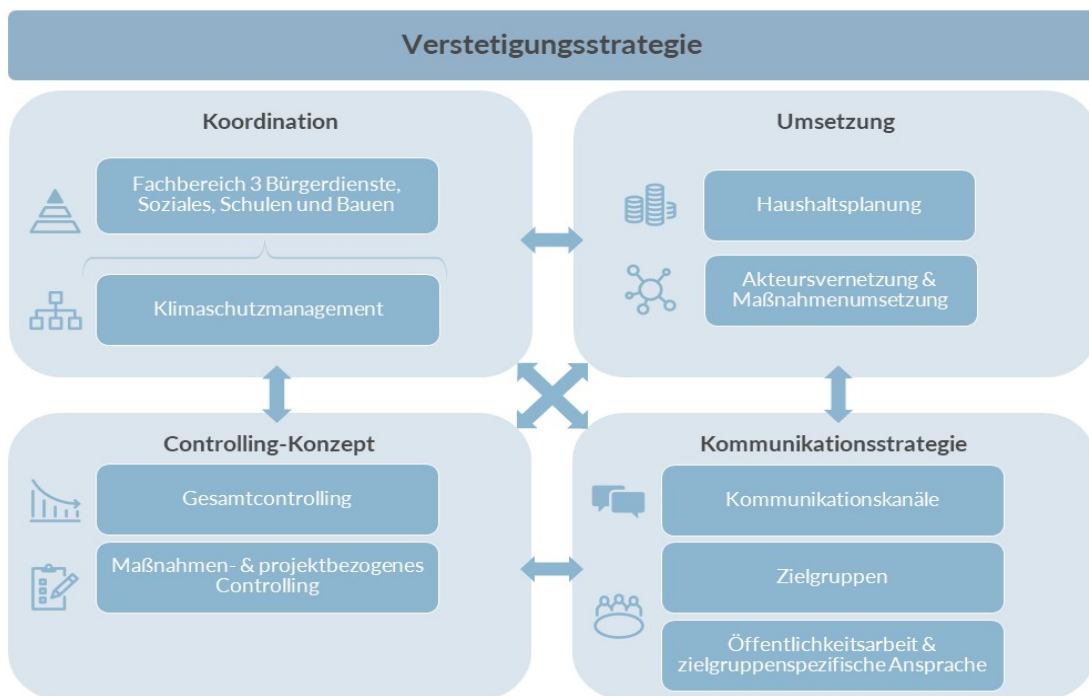 Verstetigungsstrategie
Koordination
Fachbereich 3 Bürgerdienste,
Soziales, Schulen und Bauen
Klimaschutzmanagement
Umsetzung
Haushaltsplanung
Akteursvernetzung &
Maßnahmenumsetzung
Controlling-Konzept
Gesamtcontrolling
Maßnahmen- & projektbezogenes
Controlling
Kommunikationsstrategie
Kommunikationskanäle
Zielgruppen
Öffentlichkeitsarbeit &
zielgruppenspezifische Ansprache